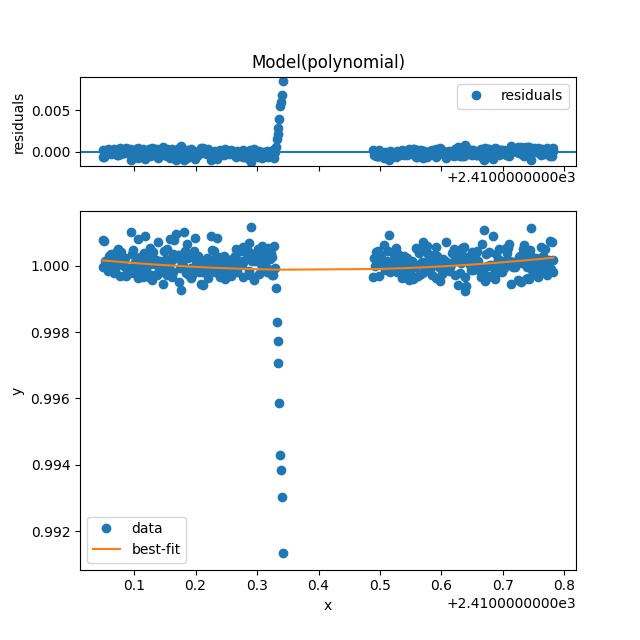 Model(polynomial)
residuals
0.005
0.000
residuals
+2.4100000000e3
y
1.000
0.998
0.996
0.994
0.992
data
best-fit
0.1 0.2 0.3 0.4 0.5 0.6 0.7 0.8
x
+2.4100000000e3